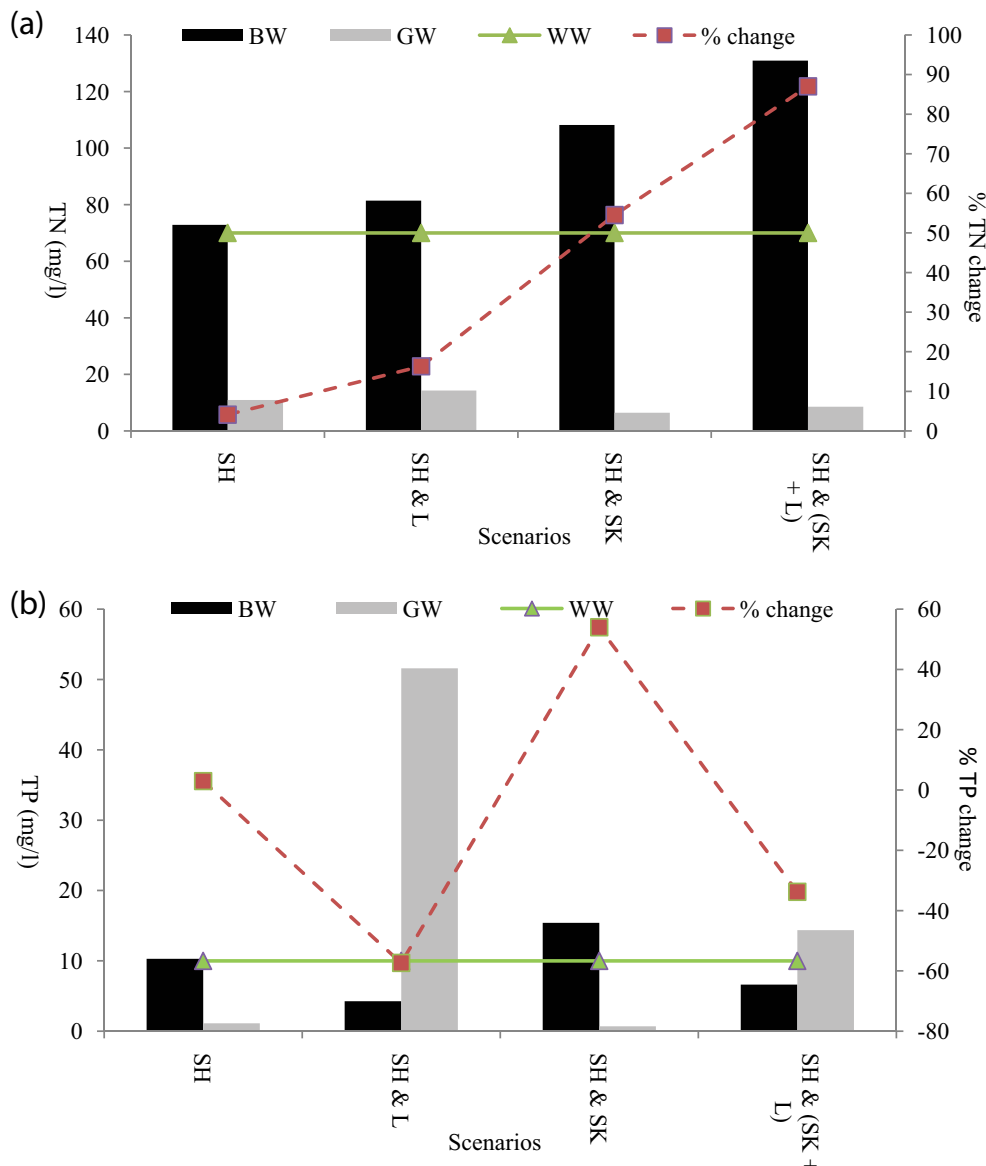 (a)
BW GW WW % change
140
120
100
80
60
40
20
0
TN (mg/l)
100
90
80
70
60
50
40
30
20
10
0
% TN change
SH
SH & L
SH & SK
SH & (SK
+ L)
Scenarios
(b)
BW GW WW % change
60
50
40
30
20
10
0
TP (mg/l)
60
40
20
0
-20
-40
-60
-80
% TP change
SH
SH & L
SH & SK
SH & (SK +
L)
Scenarios